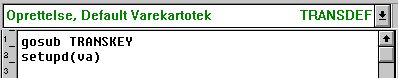 Oprettelse, Default Varekartotek TRANSDEF
1 gosub TRANSKEY
2 setupd(va)
3